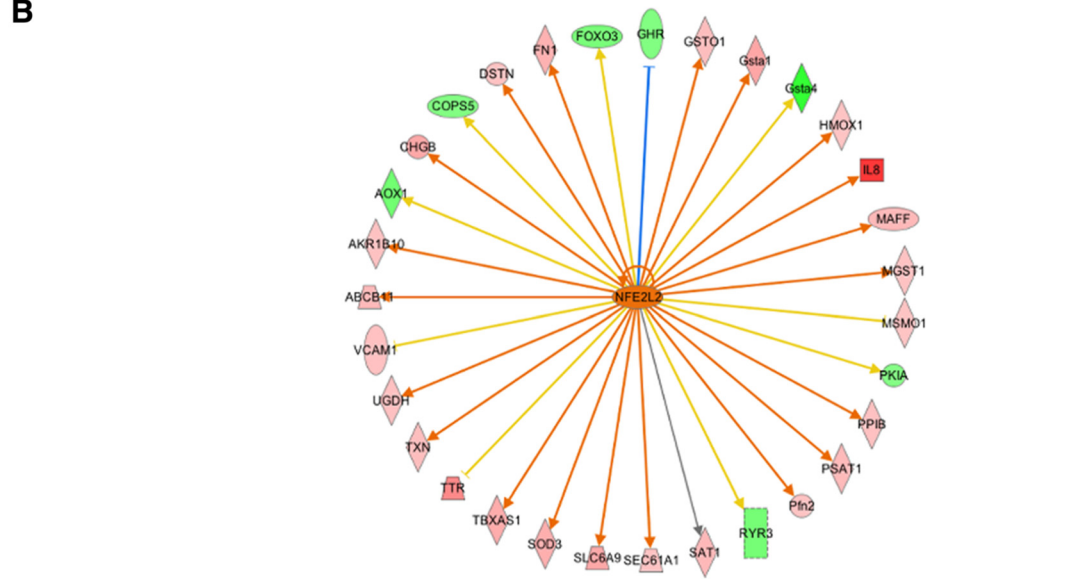 B
FOXO3
GHR
GSTO1
FN1
Gsta1
DSTN
Gsta4
COPS5
HMOX1
CHGB
IL8
AOX1
MAFF
AKR1B10
MGST1
ABCB11
NFE2L2
MSMO1
VCAM1
PKIA
UGDH
PPIB
TXN
PSAT1
TTR
Pfn2
TBXAS1
RYR3
SOD3
SLC6A9
SEC61A1
SAT1